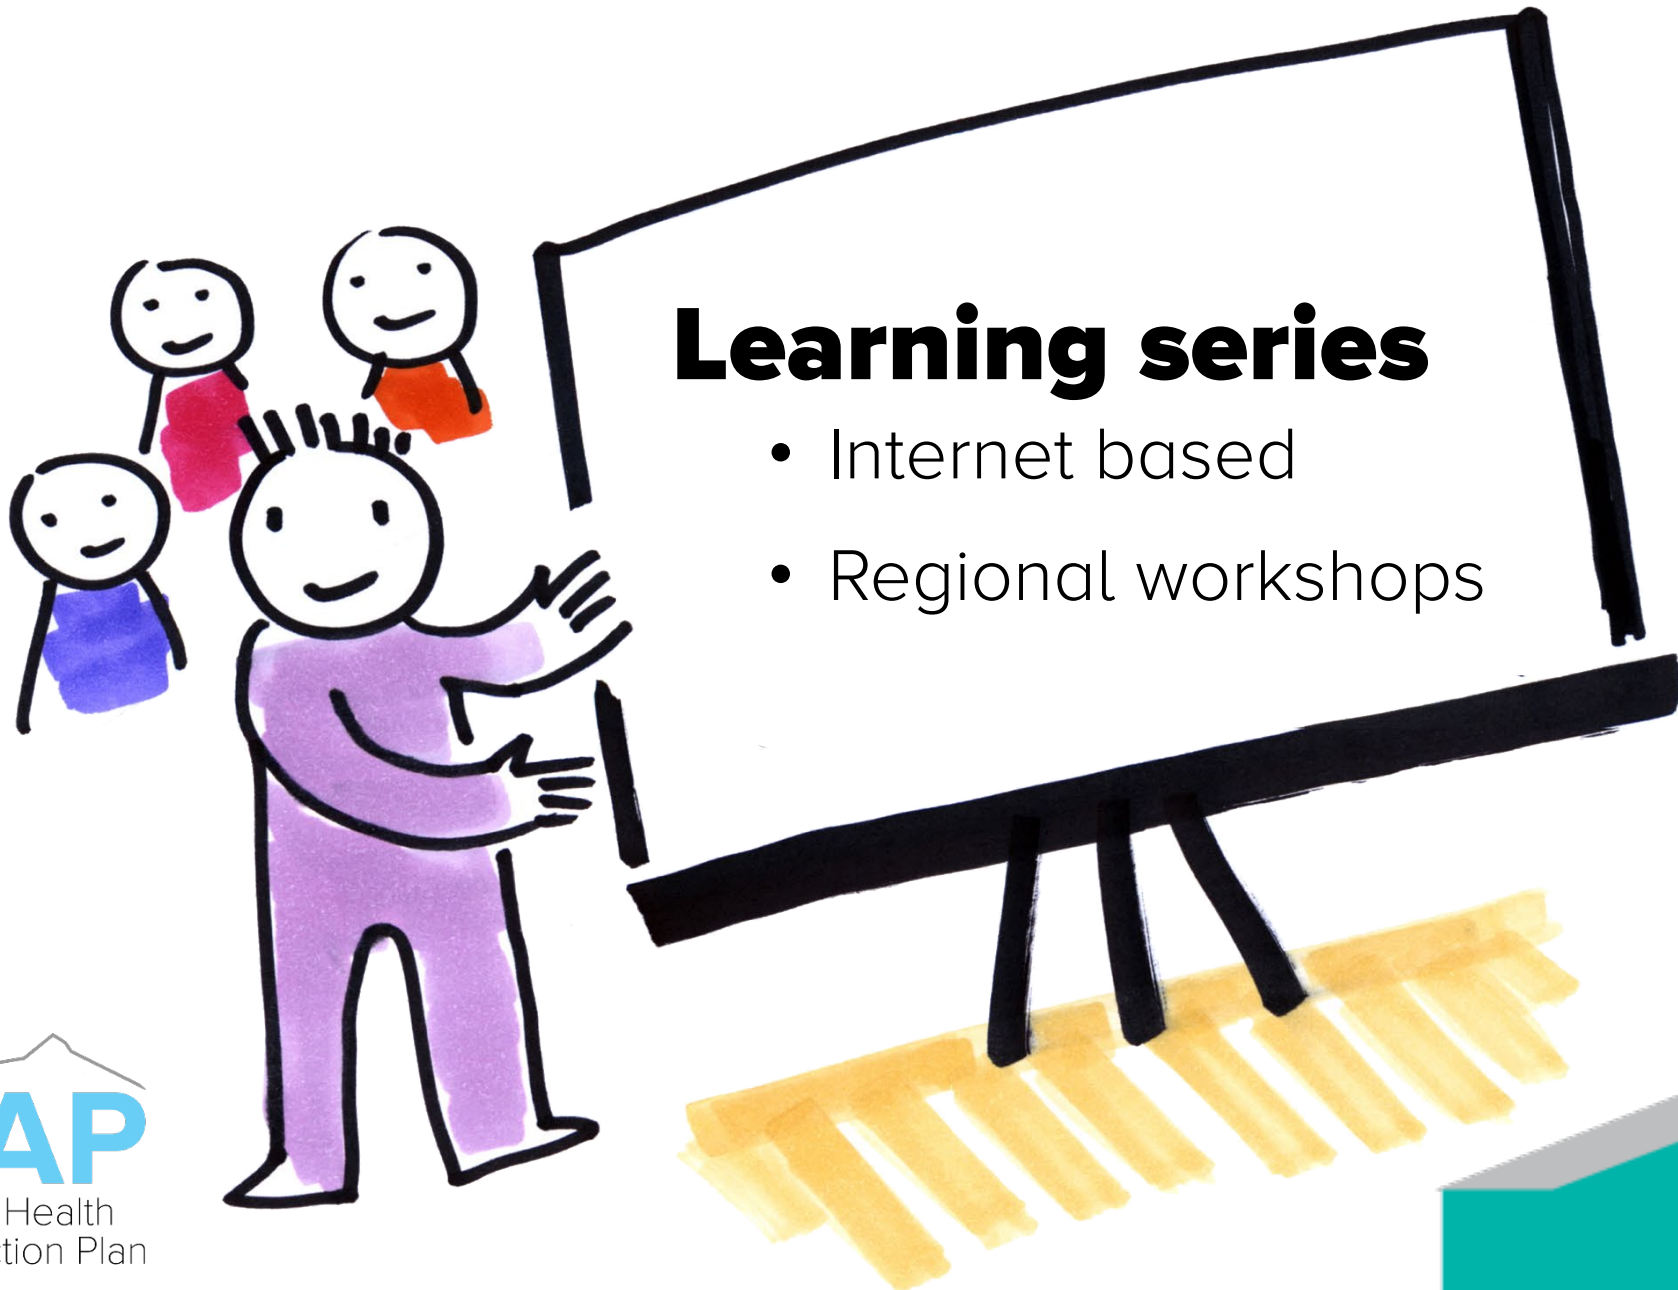 Learning series
• Internet based
• Regional workshops
AP
Health
tion Plan